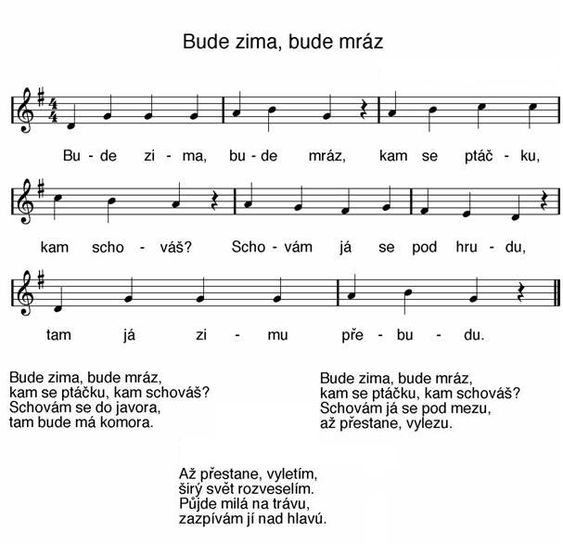 Bude zima, bude mráz
4
4
Bu - de zi - ma, bu - de mráz, kam se ptáč - ku,
kam scho - váš? Scho - vám já se pod hru - du,
tam já zi - mu pře - bu - du.
Bude zima, bude mráz,
kam se ptáčku, kam schováš?
Schovám se do javora,
tam bude má komora.
Bude zima, bude mráz,
kam se ptáčku, kam schováš?
Schovám já se pod mezu,
až přestane, vylezu.
Až přestane, vyletím,
širý svět rozveselím.
Půjde milá na trávu,
zazpívám jí nad hlavú.